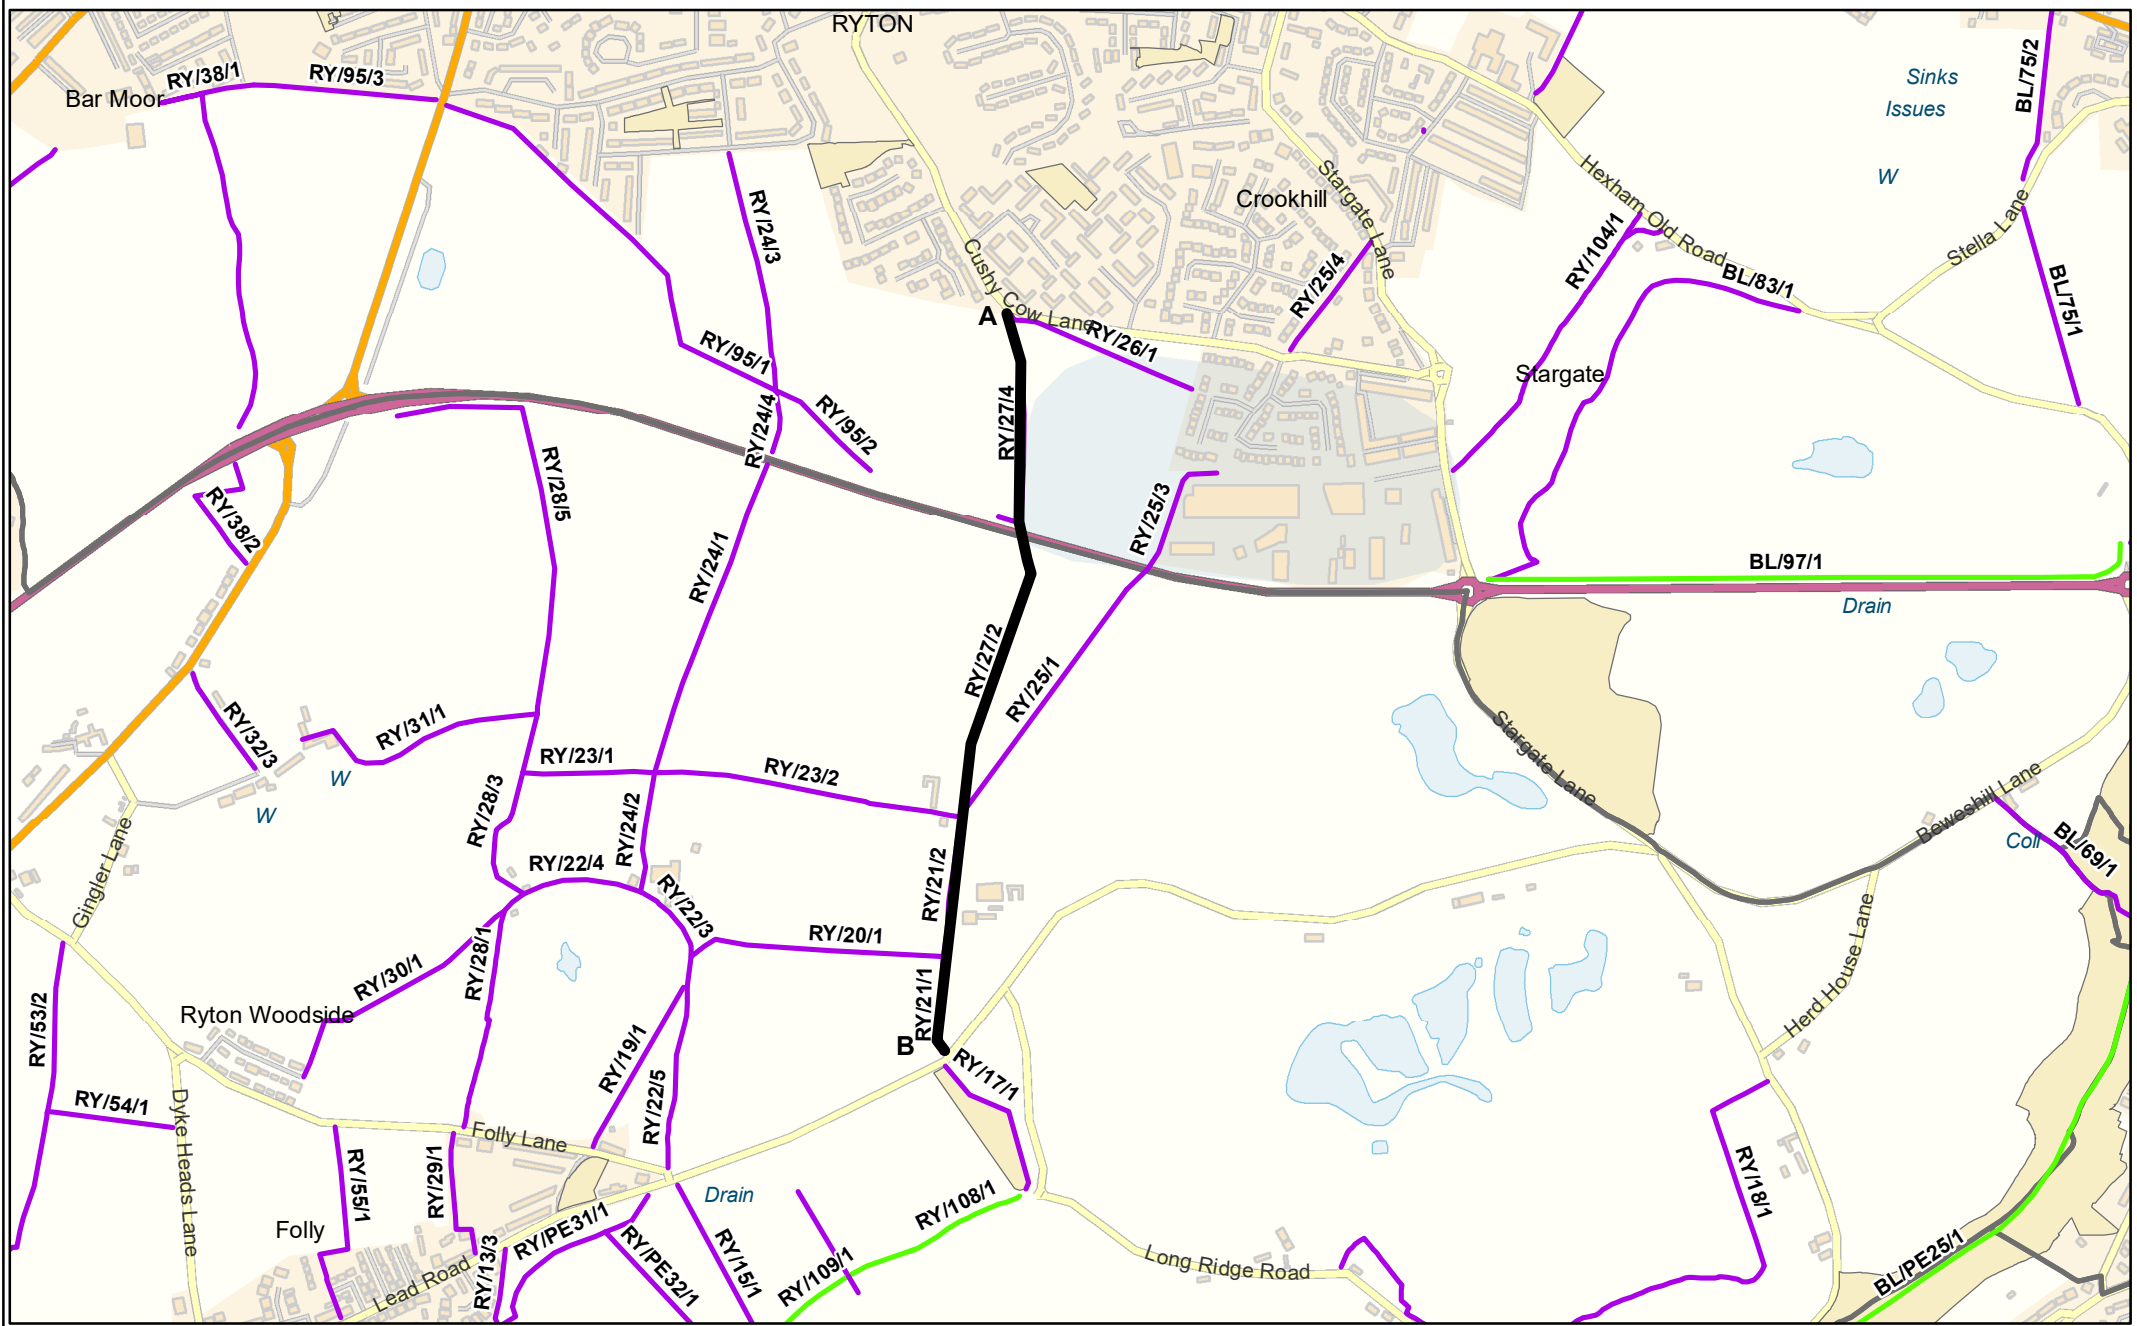 RYTON
Sinks
Issues
W
BL/75/2
RY/38/1
RY/95/3
Bar Moor
Crookhill
Stargate Lane
Hexham Old Road
Stella Lane
RY/24/3
RY/25/4
RY/104/1
BL/83/1
BL/75/1
Cushy Cow Lane
A
RY/26/1
RY/95/1
RY/95/2
RY/24/4
RY/27/4
Stargate
RY/28/5
RY/38/2
RY/24/1
RY/25/3
BL/97/1
Drain
RY/27/2
RY/25/1
RY/32/3
RY/31/1
W
W
RY/23/1
RY/23/2
Stargate Lane
Beweshill Lane
Coll
BL/69/1
Gingler Lane
RY/28/3
RY/24/2
RY/22/4
RY/22/3
RY/21/2
RY/20/1
RY/28/1
RY/30/1
Ryton Woodside
RY/53/2
RY/21/1
B
RY/17/1
Herd House Lane
RY/19/1
RY/22/5
RY/54/1
Dyke Heads Lane
Folly Lane
RY/55/1
RY/29/1
Drain
RY/18/1
Folly
RY/13/3
RY/PE31/1
RY/PE32/1
RY/15/1
RY/108/1
RY/109/1
Lead Road
Long Ridge Road
BL/PE25/1